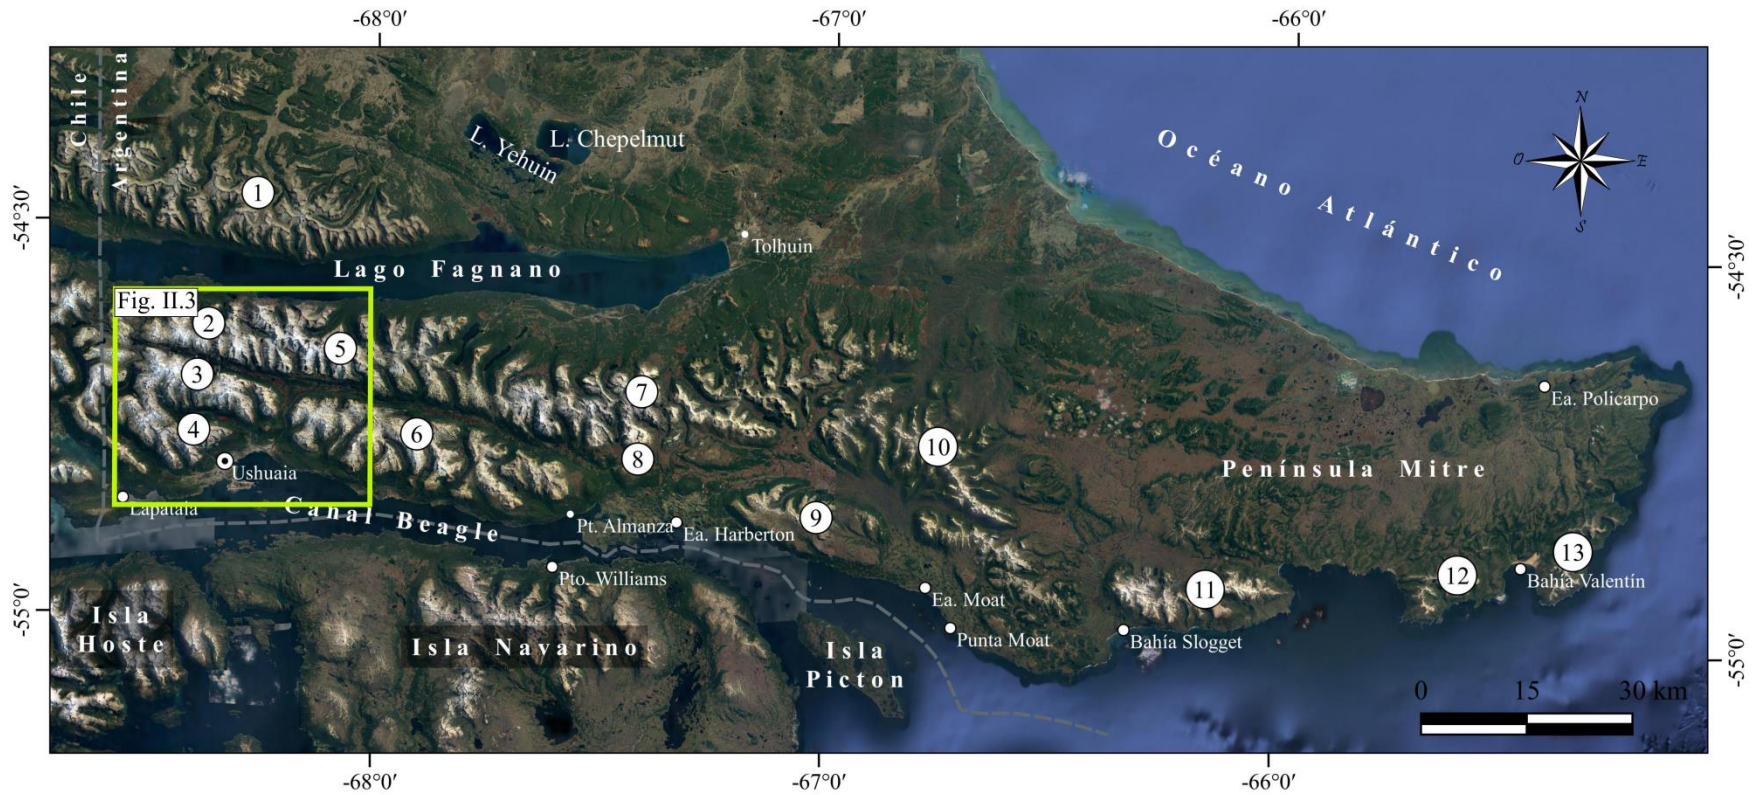 -68°0′
-67°0′
-66°0′
Chile
Argentina
L. Yehuin
L. Chepelmut
1
Océano Atlántico
N
O
E
S
-54°30′
-54°30′
Tolhuin
Lago Fagnano
Fig. II.3
2
5
3
4
6
7
8
9
10
Ea. Policarpo
Península Mitre
Ushuaia
Lapataia
Canal Beagle
Pt. Almanza
Ea. Harberton
Pto. Williams
11
12
13
Bahía Valentín
Ea. Moat
Punta Moat
Bahía Slogget
-55°0′
-55°0′
Isla
Hoste
Isla Navarino
Isla
Picton
0 15 30 km
-68°0′
-67°0′
-66°0′